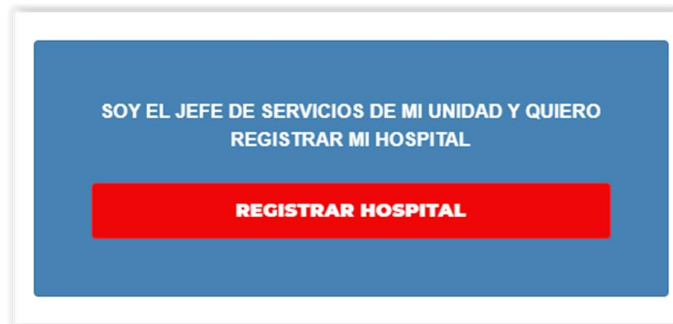 SOY EL JEFE DE SERVICIOS DE MI UNIDAD Y QUIERO
REGISTRAR MI HOSPITAL
REGISTRAR HOSPITAL